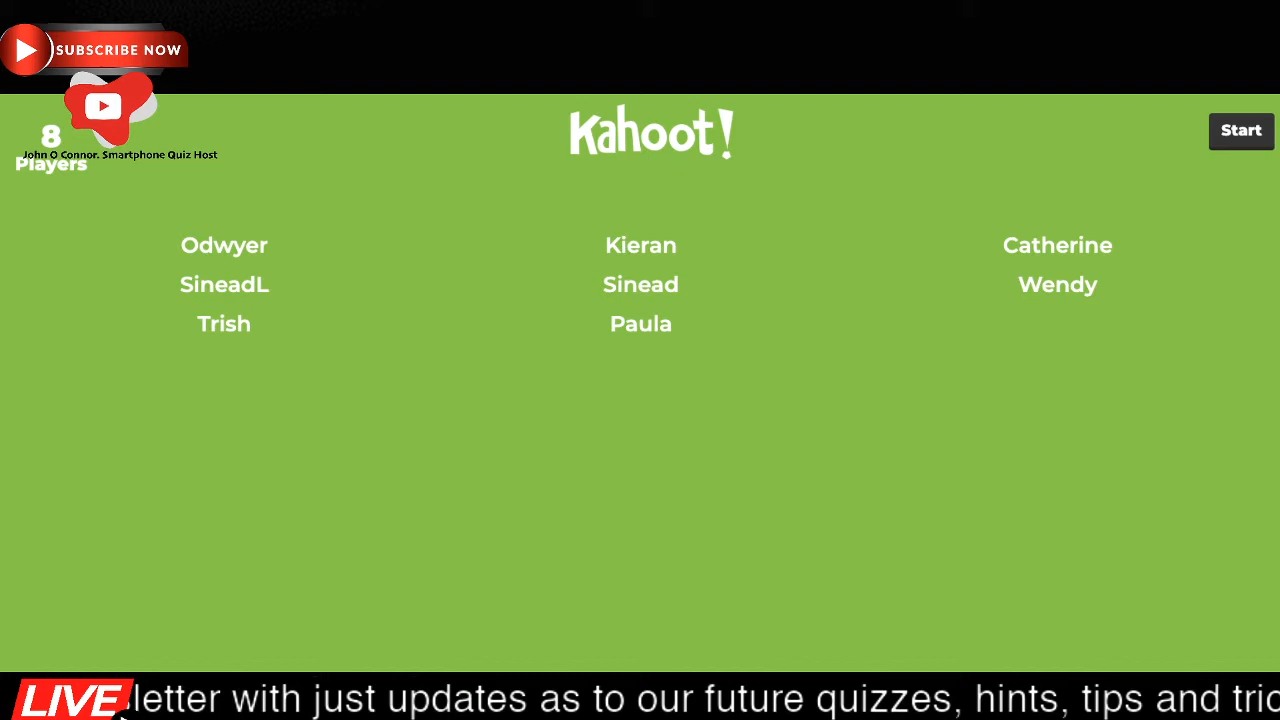 SUBSCRIBE NOW
8
Players
John O Connor. Smartphone Quiz Host
Kahoot!
Start
Odwyer
Kieran
Catherine
SineadL
Sinead
Wendy
Trish
Paula
LIVE
letter with just updates as to our future quizzes, hints, tips and tric